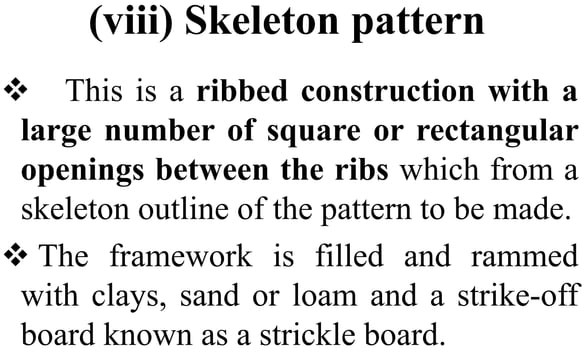 (viii) Skeleton pattern
❖ This is a ribbed construction with a
large number of square or rectangular
openings between the ribs which from a
skeleton outline of the pattern to be made.
❖ The framework is filled and rammed
with clays, sand or loam and a strike-off
board known as a strickle board.